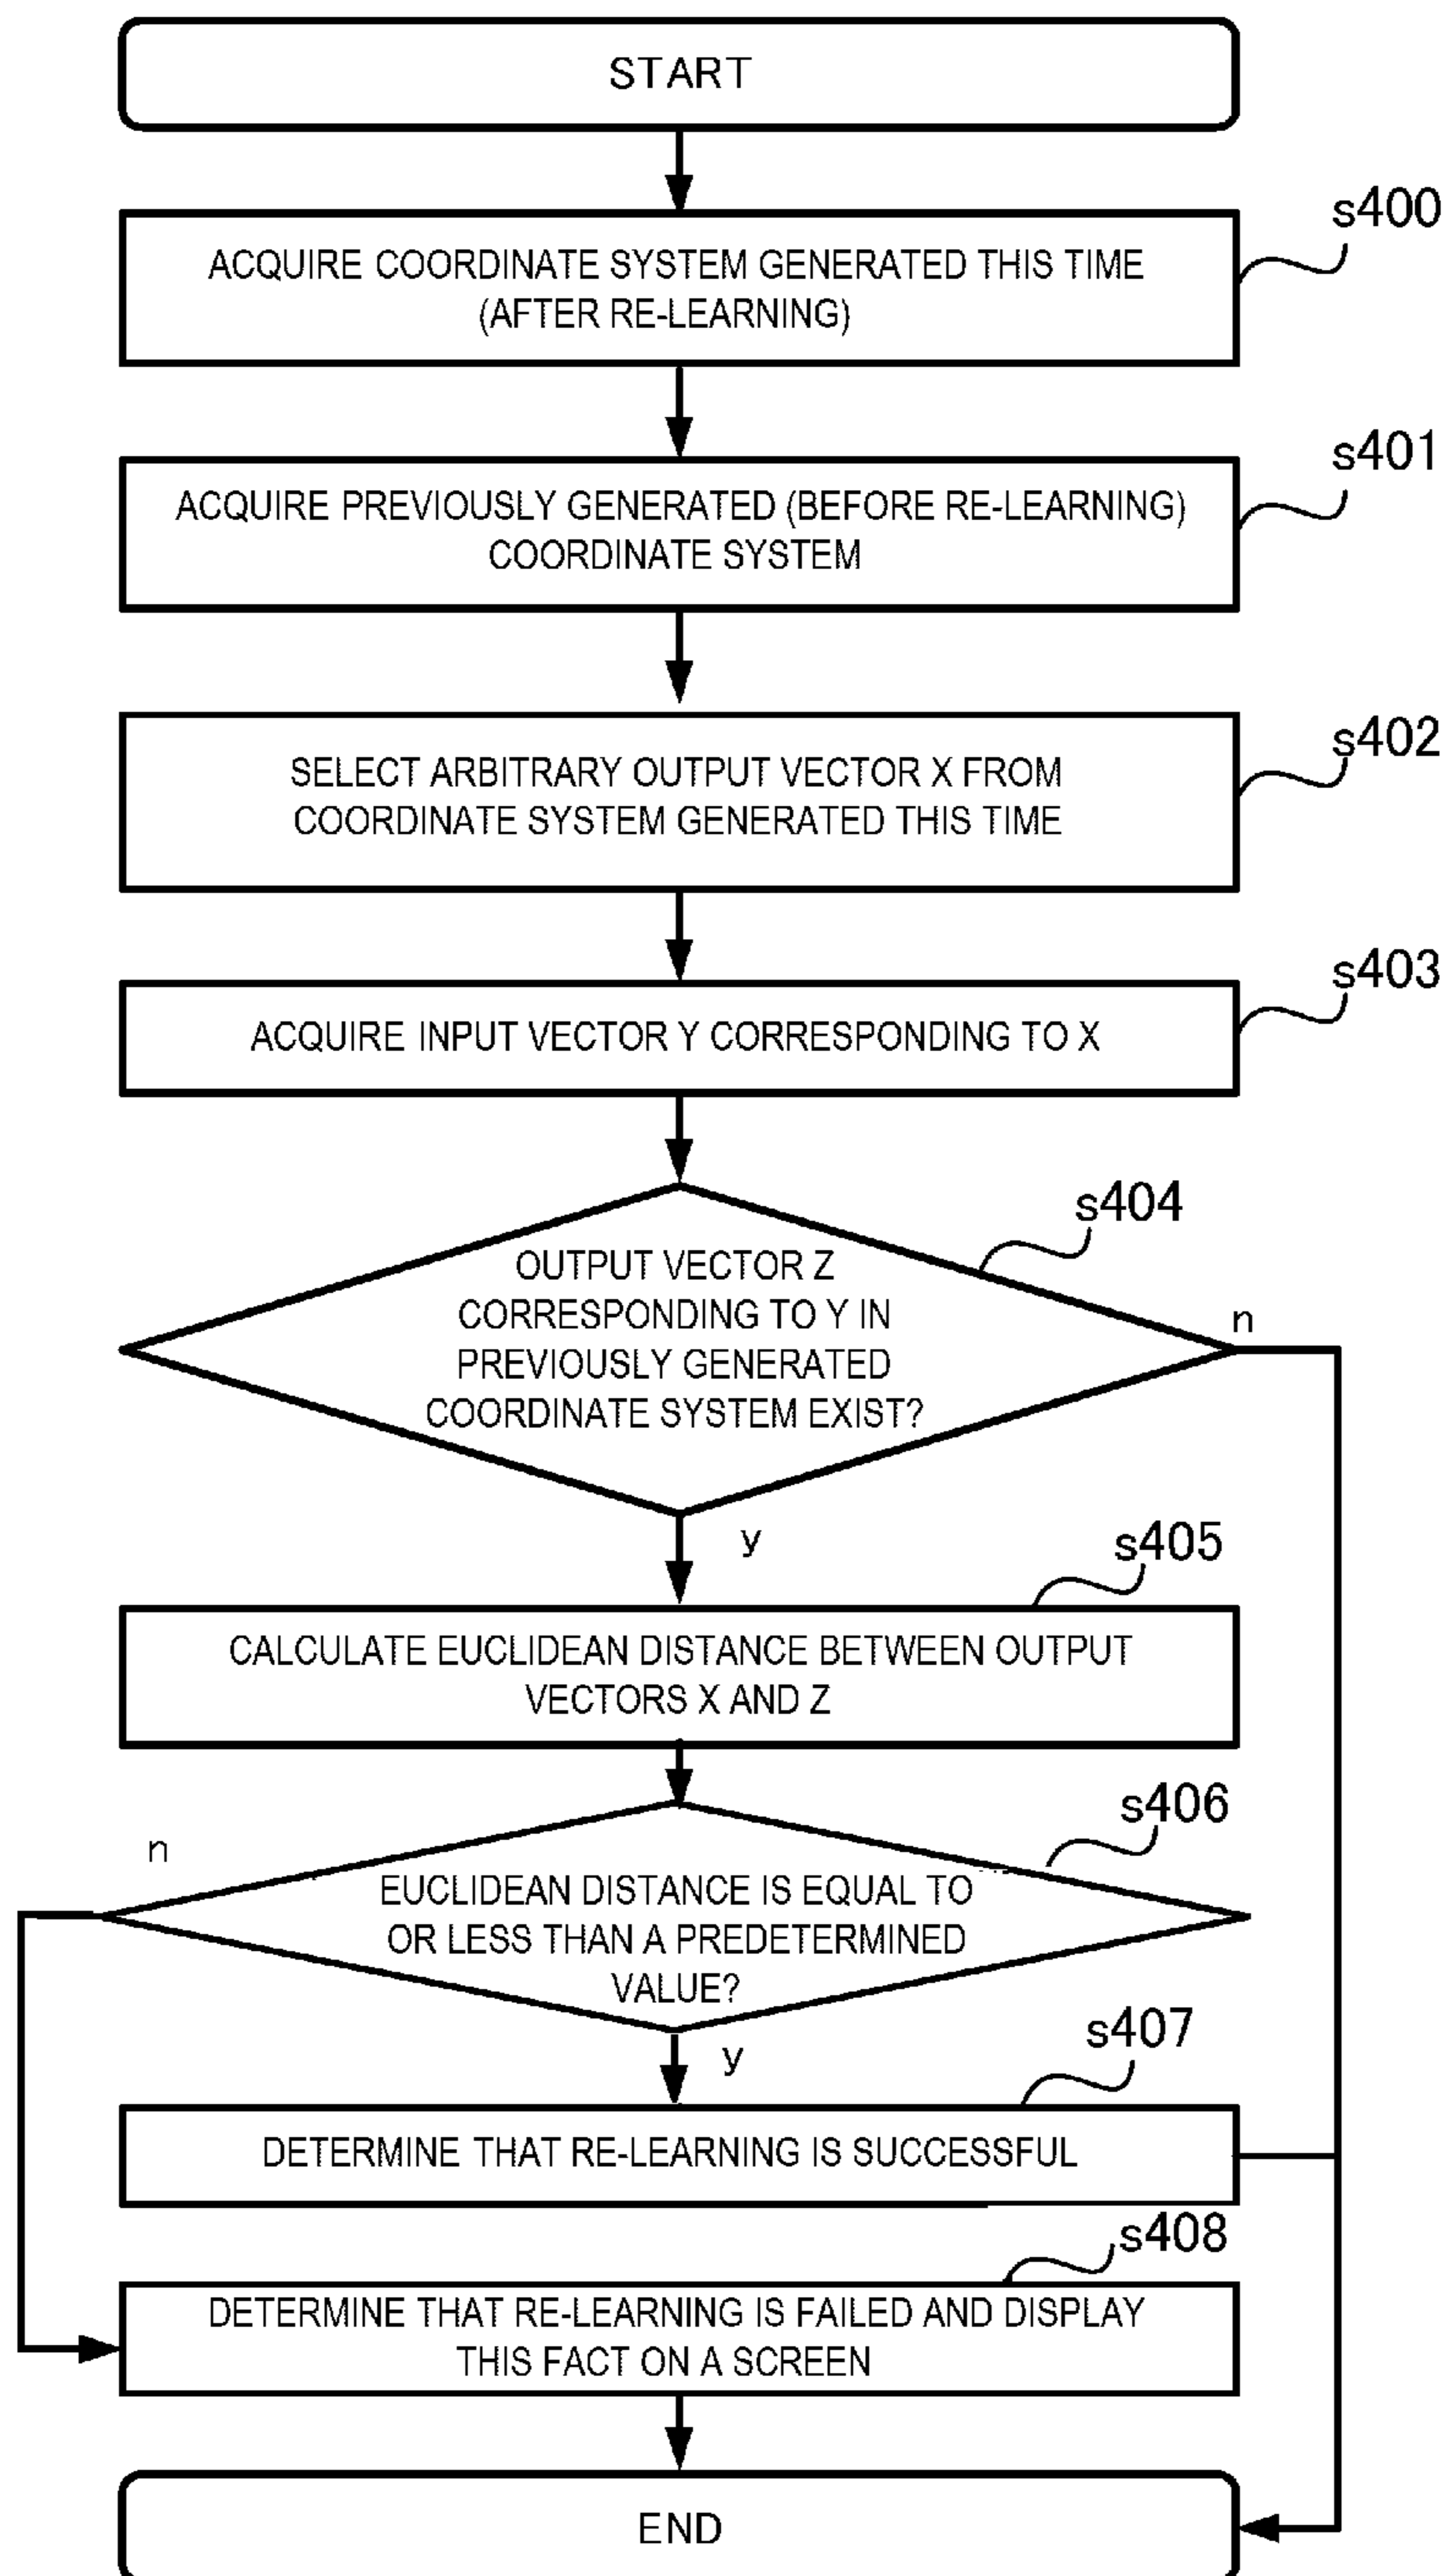 START
s400
ACQUIRE COORDINATE SYSTEM GENERATED THIS TIME
(AFTER RE-LEARNING)
s401
ACQUIRE PREVIOUSLY GENERATED (BEFORE RE-LEARNING)
COORDINATE SYSTEM
s402
SELECT ARBITRARY OUTPUT VECTOR X FROM
COORDINATE SYSTEM GENERATED THIS TIME
s403
ACQUIRE INPUT VECTOR Y CORRESPONDING TO X
s404
OUTPUT VECTOR Z
CORRESPONDING TO Y IN
PREVIOUSLY GENERATED
COORDINATE SYSTEM EXIST?
n
y
s405
CALCULATE EUCLIDEAN DISTANCE BETWEEN OUTPUT
VECTORS X AND Z
s406
n
EUCLIDEAN DISTANCE IS EQUAL TO
OR LESS THAN A PREDETERMINED
VALUE?
y
s407
DETERMINE THAT RE-LEARNING IS SUCCESSFUL
s408
DETERMINE THAT RE-LEARNING IS FAILED AND DISPLAY
THIS FACT ON A SCREEN
END